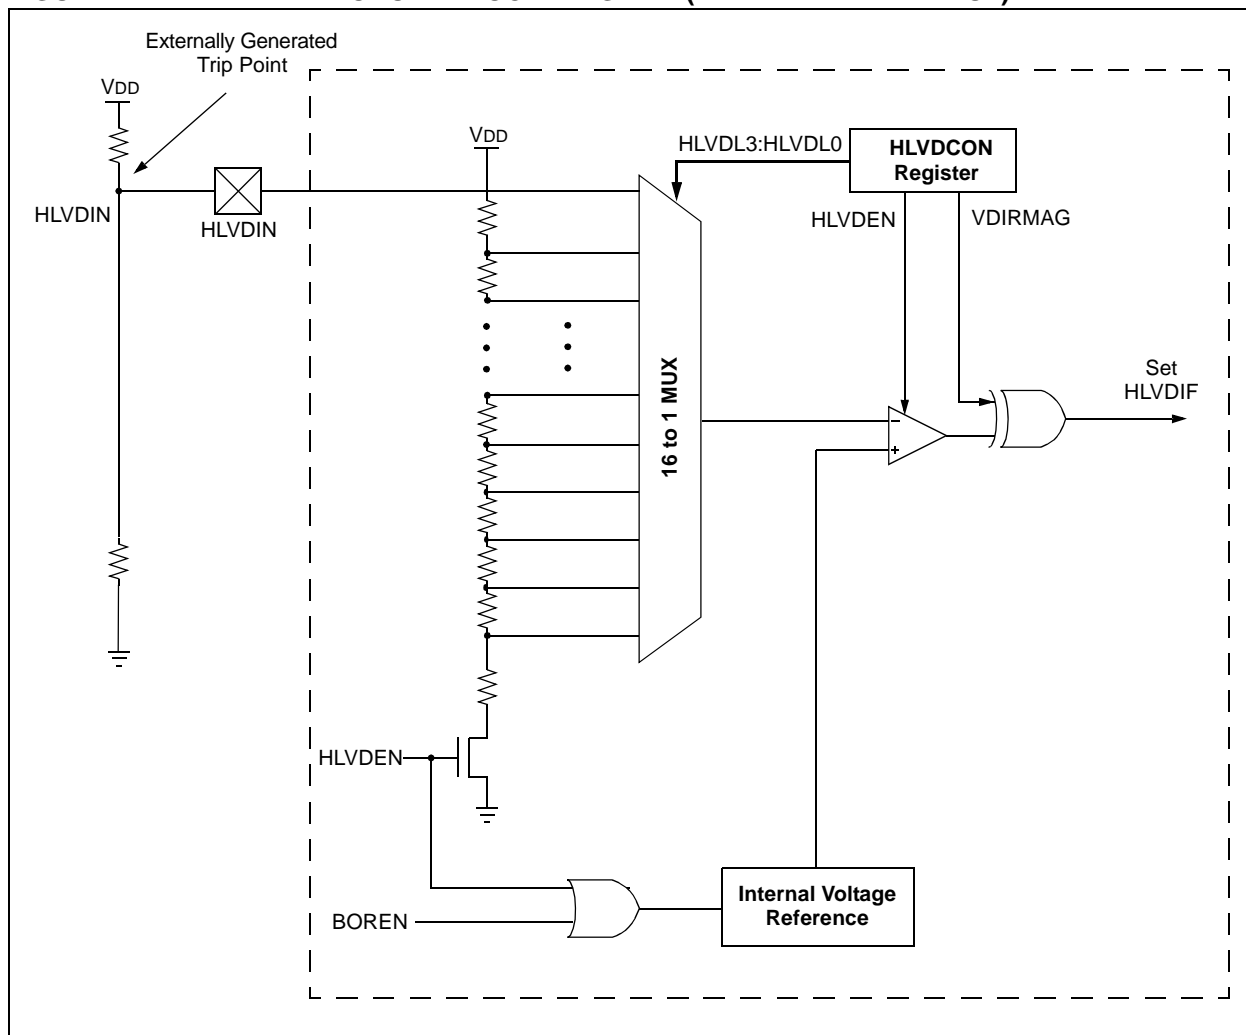 Externally Generated
Trip Point
VDD
VDD
HLVDL3:HLVDL0
HLVDCON
Register
HLVDIN
HLVDIN
HLVDEN
VDIRMAG
16 to 1 MUX
Set
HLVDIF
–
+
HLVDEN
BOREN
Internal Voltage
Reference